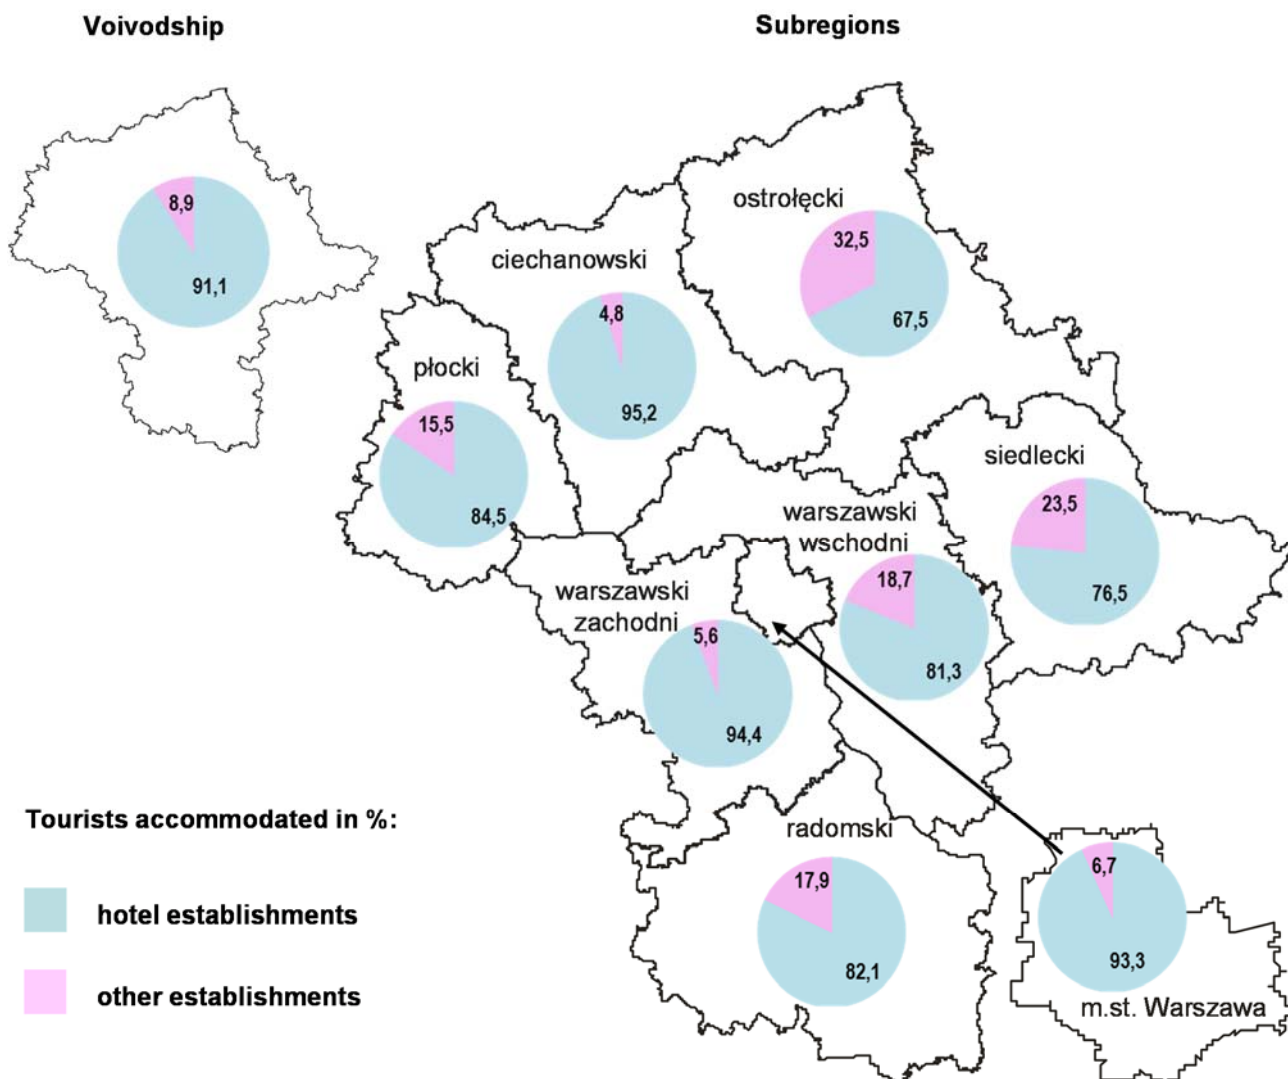 Voivodship
Subregions
8,9
91,1
ostrołęcki
32,5
67,5
ciechanowski
4,8
95,2
płocki
15,5
84,5
siedlecki
23,5
76,5
warszawski
wschodni
18,7
81,3
warszawski
zachodni
5,6
94,4
radomski
17,9
82,1
6,7
93,3
m.st. Warszawa
Tourists accommodated in %:
hotel establishments
other establishments